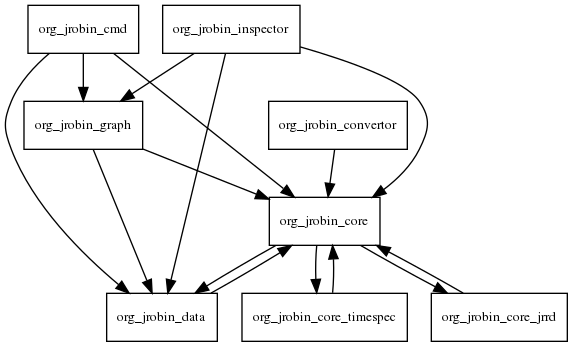 org_jrobin_cmd
org_jrobin_inspector
org_jrobin_graph
org_jrobin_convertor
org_jrobin_core
org_jrobin_data
org_jrobin_core_timespec
org_jrobin_core_jrrd